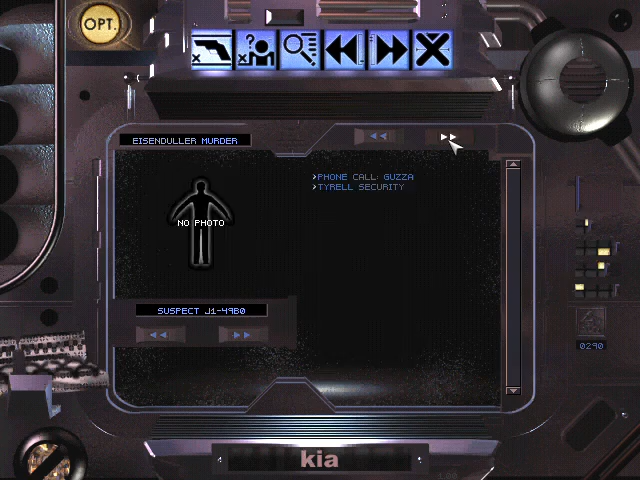 OPT.
EISENDULLER MURDER
>PHONE CALL: GUZZA
>TYRELL SECURITY
NO PHOTO
SUSPECT J1-49B0
0290
kia